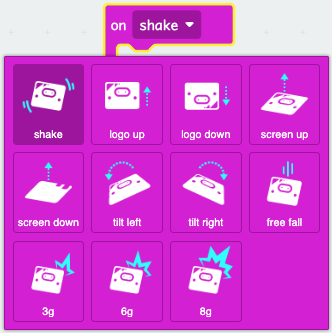 on shake
shake logo up logo down screen up
screen down tilt left tilt right free fall
3g 6g 8g